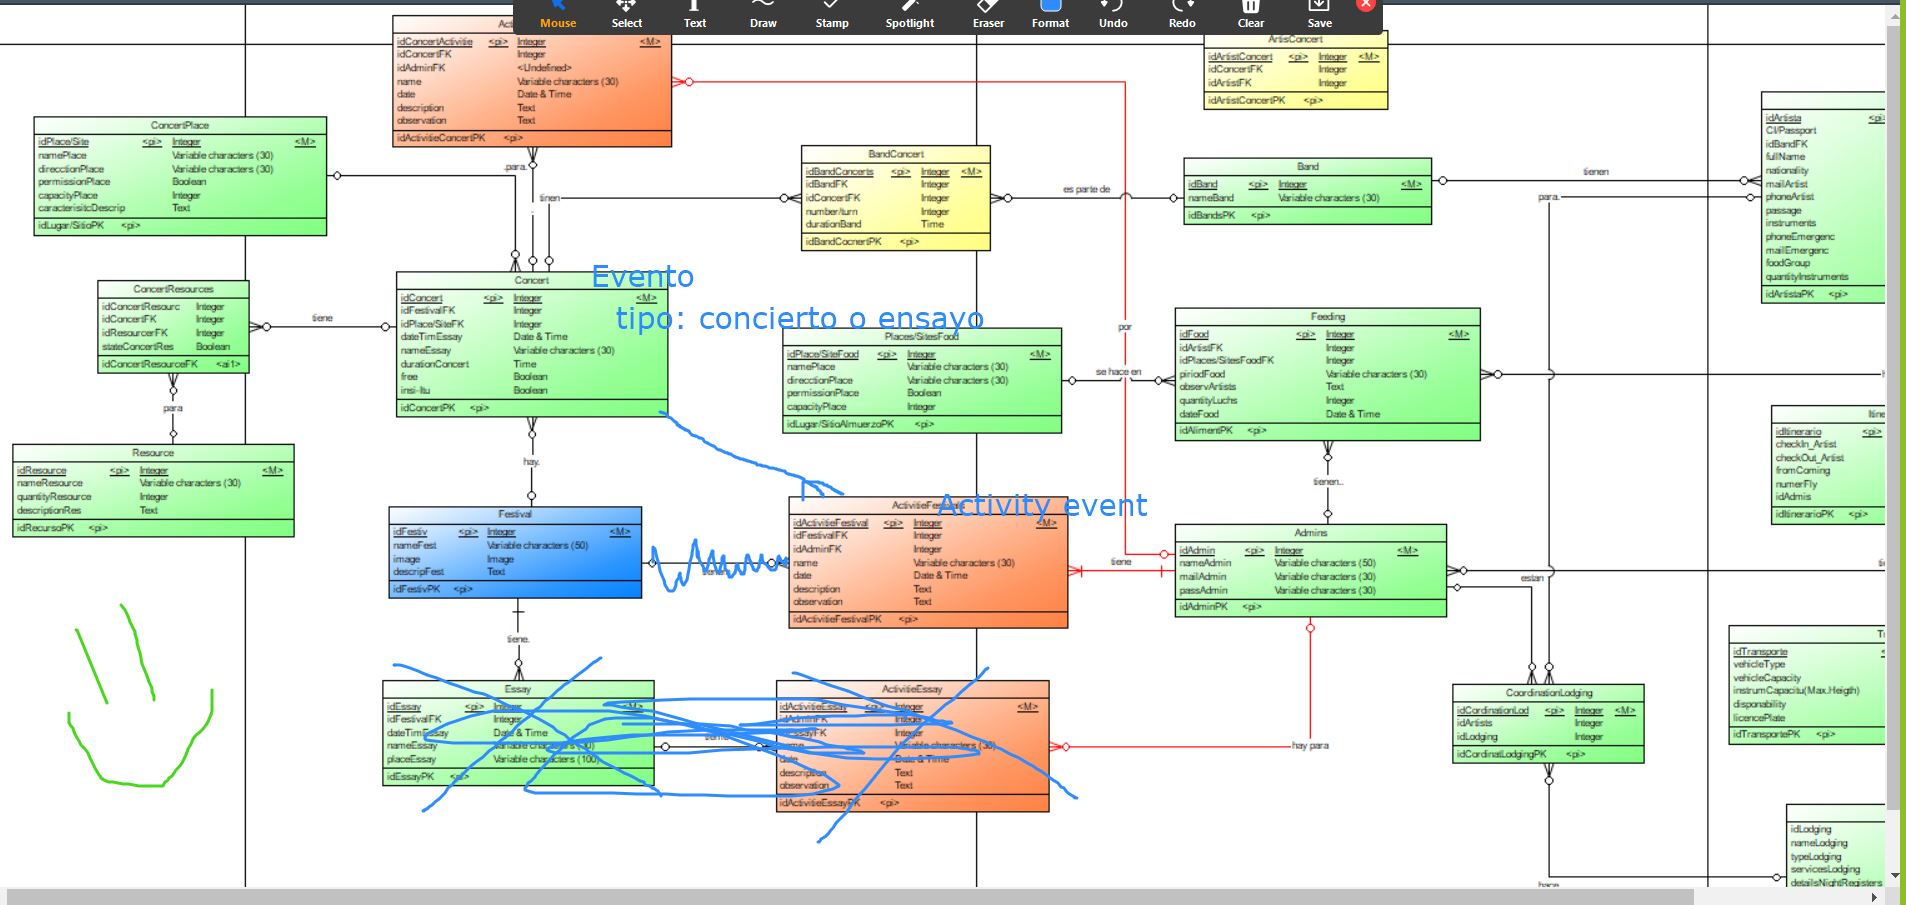 Mouse Select Text Draw Stamp Spotlight Eraser Format Undo Redo Clear Save
idConcertActivitie <pi> Integer <M>
idConcertFK Integer
idAdminFK <Undefined>
name Variable characters (30)
date Date & Time
description Text
observation Text
idActivitieConcertPK <pi>
ArtisConcert
idArtistConcert <pi> Integer <M>
idConcertFK Integer
idArtistFK Integer
idArtistConcertPK <pi>
ConcertPlace
idPlace/Site <pi> Integer <M>
namePlace Variable characters (30)
direcctionPlace Variable characters (30)
permissionPlace Boolean
capacityPlace Integer
caracterisitcDescrip Text
idLugar/SitioPK <pi>
para.
tinen
BandConcert
idBandConcerts <pi> Integer <M>
idBandFK Integer
idConcertFK Integer
number/turn Integer
durationBand Time
idBandCocnertPK <pi>
es parte de
Band
idBand <pi> Integer <M>
nameBand Variable characters (30)
idBandsPK <pi>
tienen
para.
idArtista <pi>
CI/Passport
idBandFK
fullName
nationality
mailArtist
phoneArtist
passage
instruments
phoneEmergenc
mailEmergenc
foodGroup
quantityInstruments
idArtistaPK <pi>
ConcertResources
idConcertResourc Integer
idConcertFK Integer
idResourcerFK Integer
stateConcertRes Boolean
idConcertResourceFK <ai1>
tiene
Concert
idConcert <pi> Integer <M>
idFestivalFK Integer
idPlace/SiteFK Integer
dateTimEssay Date & Time
nameEssay Variable characters (30)
durationConcert Time
free Boolean
insi-Itu Boolean
idConcertPK <pi>
Evento
tipo: concierto o ensayo
Places/SitesFood
idPlace/SiteFood <pi> Integer <M>
namePlace Variable characters (30)
direcctionPlace Variable characters (30)
permissionPlace Boolean
capacityPlace Integer
idLugar/SitioAlmuerzoPK <pi>
por
se hace en
Feeding
idFood <pi> Integer <M>
idArtistFK Integer
idPlaces/SitesFoodFK Integer
piriodFood Variable characters (30)
observArtists Text
quantityLuchs Integer
dateFood Date & Time
idAlimentPK <pi>
para
Resource
idResource <pi> Integer <M>
nameResource Variable characters (30)
quantityResource Integer
descriptionRes Text
idRecursoPK <pi>
hay.
tienen..
idItinerario <pi>
checkIn_Artist
checkOut_Artist
fromComing
numerFly
idAdmis
idItinerarioPK <pi>
Festival
idFestiv <pi> Integer <M>
nameFest Variable characters (50)
image Image
descripFest Text
idFestivPK <pi>
Activity event
idActivitieFestival <pi> Integer <M>
idFestivalFK Integer
idAdminFK Integer
name Variable characters (30)
date Date & Time
description Text
observation Text
idActivitieFestivalPK <pi>
tiene
Admins
idAdmin <pi> Integer <M>
nameAdmin Variable characters (50)
mailAdmin Variable characters (30)
passAdmin Variable characters (30)
idAdminPK <pi>
estan
tiene.
Essay
idEssay <pi> Integer <M>
idFestivalFK Integer
dateTimEssay Date & Time
nameEssay Variable characters (30)
placeEssay Variable characters (100)
idEssayPK <pi>
ActivitieEssay
idActivitieEssay <pi> Integer <M>
idAdminFK Integer
Integer
Variable characters (30)
date Date & Time
description Text
observation Text
idActivitieEssayPK <pi>
hay para
CoordinationLodging
idCordinationLod <pi> Integer <M>
idArtists Integer <M>
idLodging Integer
idCordinatLodgingPK <pi>
idTransporte
vehicleType
vehicleCapacity
instrumCapacitu(Max.Heigth)
disponability
licencePlate
idTransportePK <pi>
idLodging
nameLodging
typeLodging
servicesLodging
detailsNightRegisters